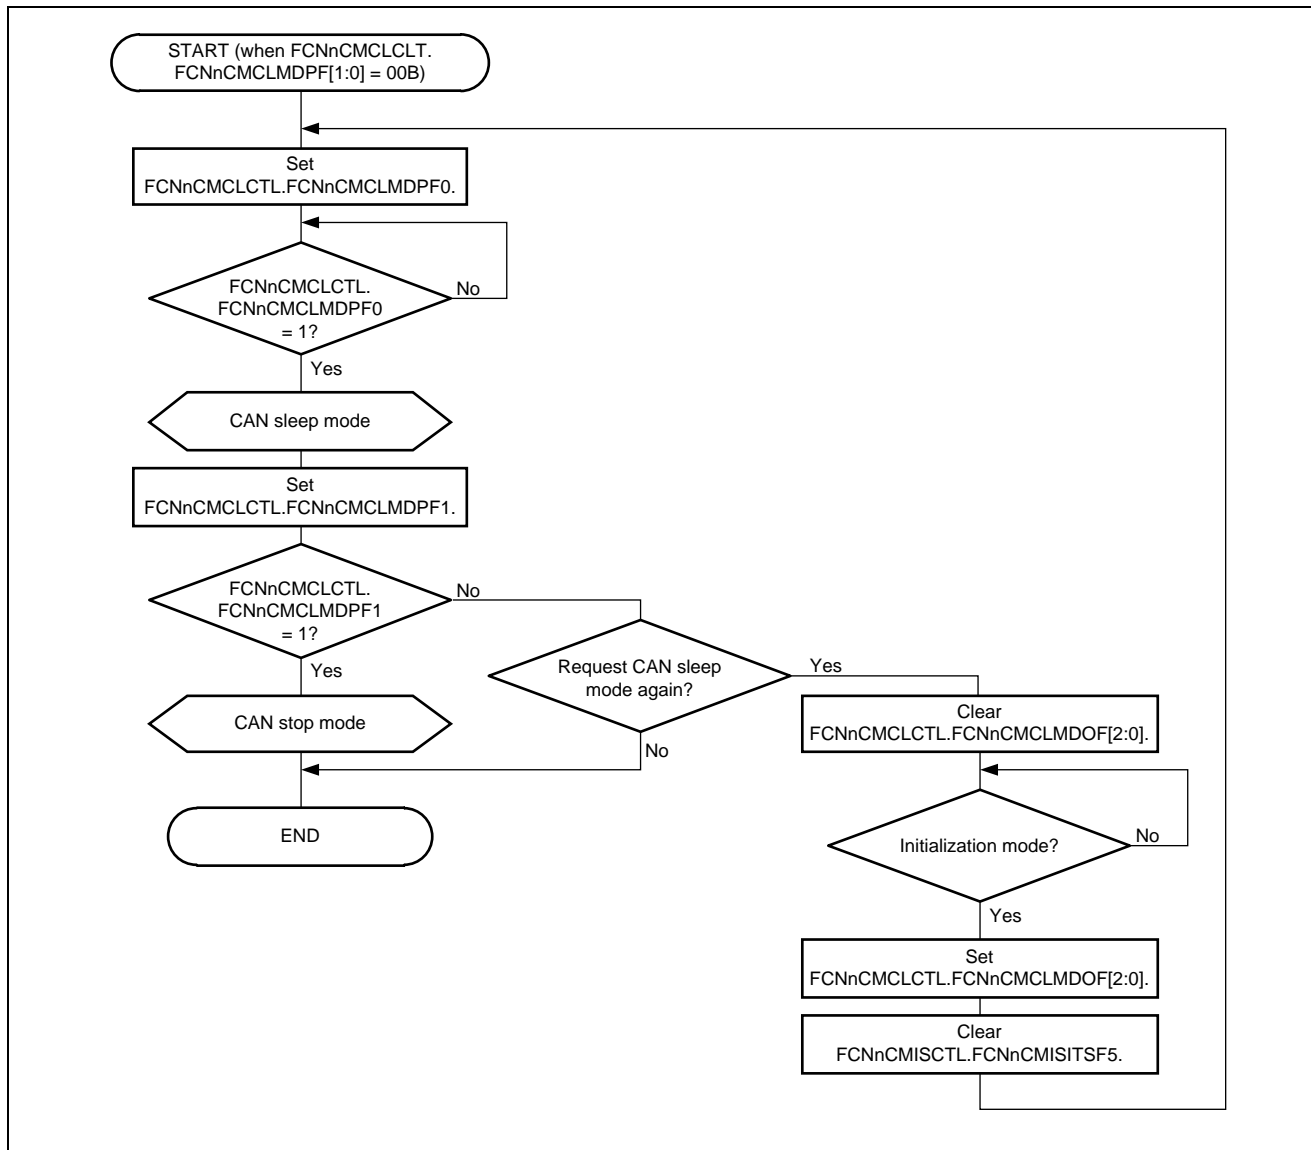 START (when FCNnCMCLCLT.
FCNnCMCLMDPF[1:0] = 00B)
Set
FCNnCMCLCTL.FCNnCMCLMDPF0.
FCNnCMCLCTL.
FCNnCMCLMDPF0
= 1?
No
Yes
CAN sleep mode
Set
FCNnCMCLCTL.FCNnCMCLMDPF1.
FCNnCMCLCTL.
FCNnCMCLMDPF1
= 1?
No
Yes
CAN stop mode
END
Request CAN sleep
mode again?
Yes
No
Clear
FCNnCMCLCTL.FCNnCMCLMDOF[2:0].
Initialization mode?
No
Yes
Set
FCNnCMCLCTL.FCNnCMCLMDOF[2:0].
Clear
FCNnCMISCTL.FCNnCMISITSF5.